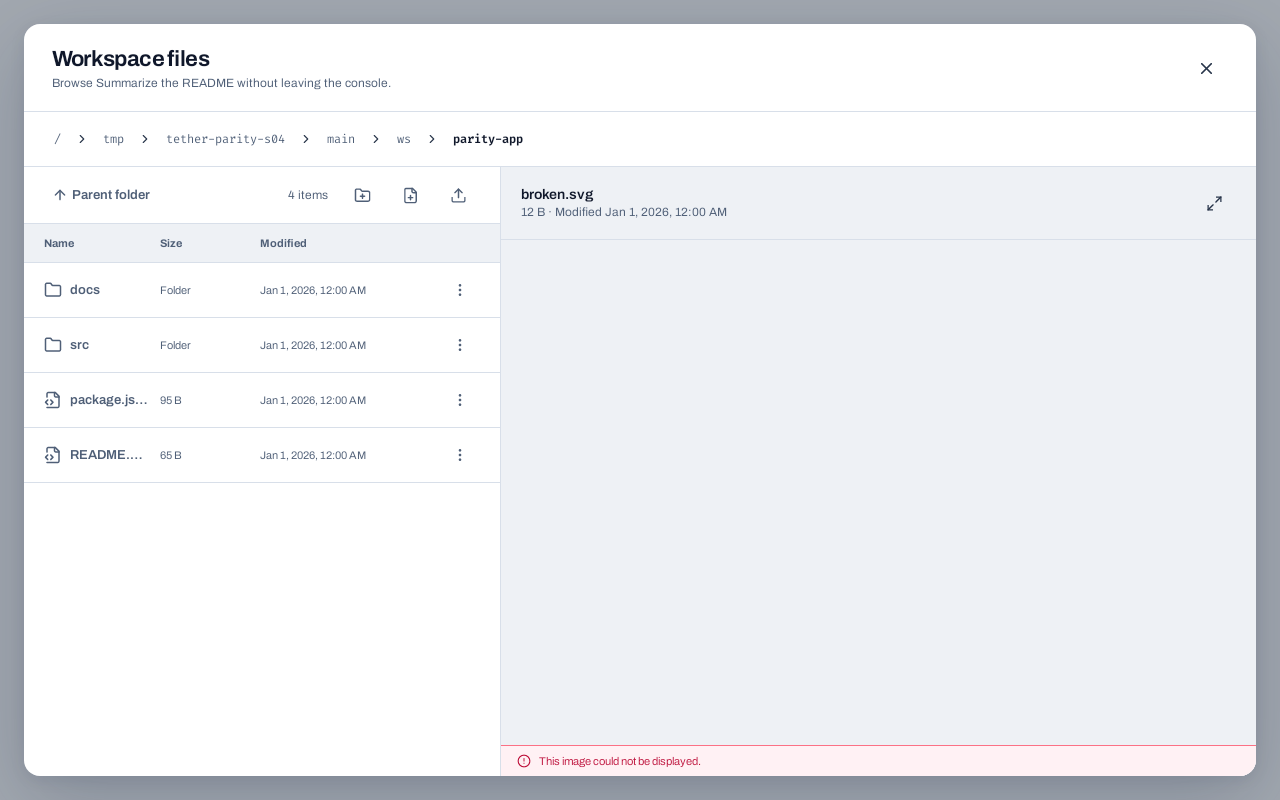 Workspace files
Browse Summarize the README without leaving the console.
/ tmp tether-parity-s04 main ws parity-app
Parent folder 4 items
Name Size Modified
docs Folder Jan 1, 2026, 12:00 AM
src Folder Jan 1, 2026, 12:00 AM
package.js... 95 B Jan 1, 2026, 12:00 AM
README.... 65 B Jan 1, 2026, 12:00 AM
broken.svg
12 B · Modified Jan 1, 2026, 12:00 AM
This image could not be displayed.